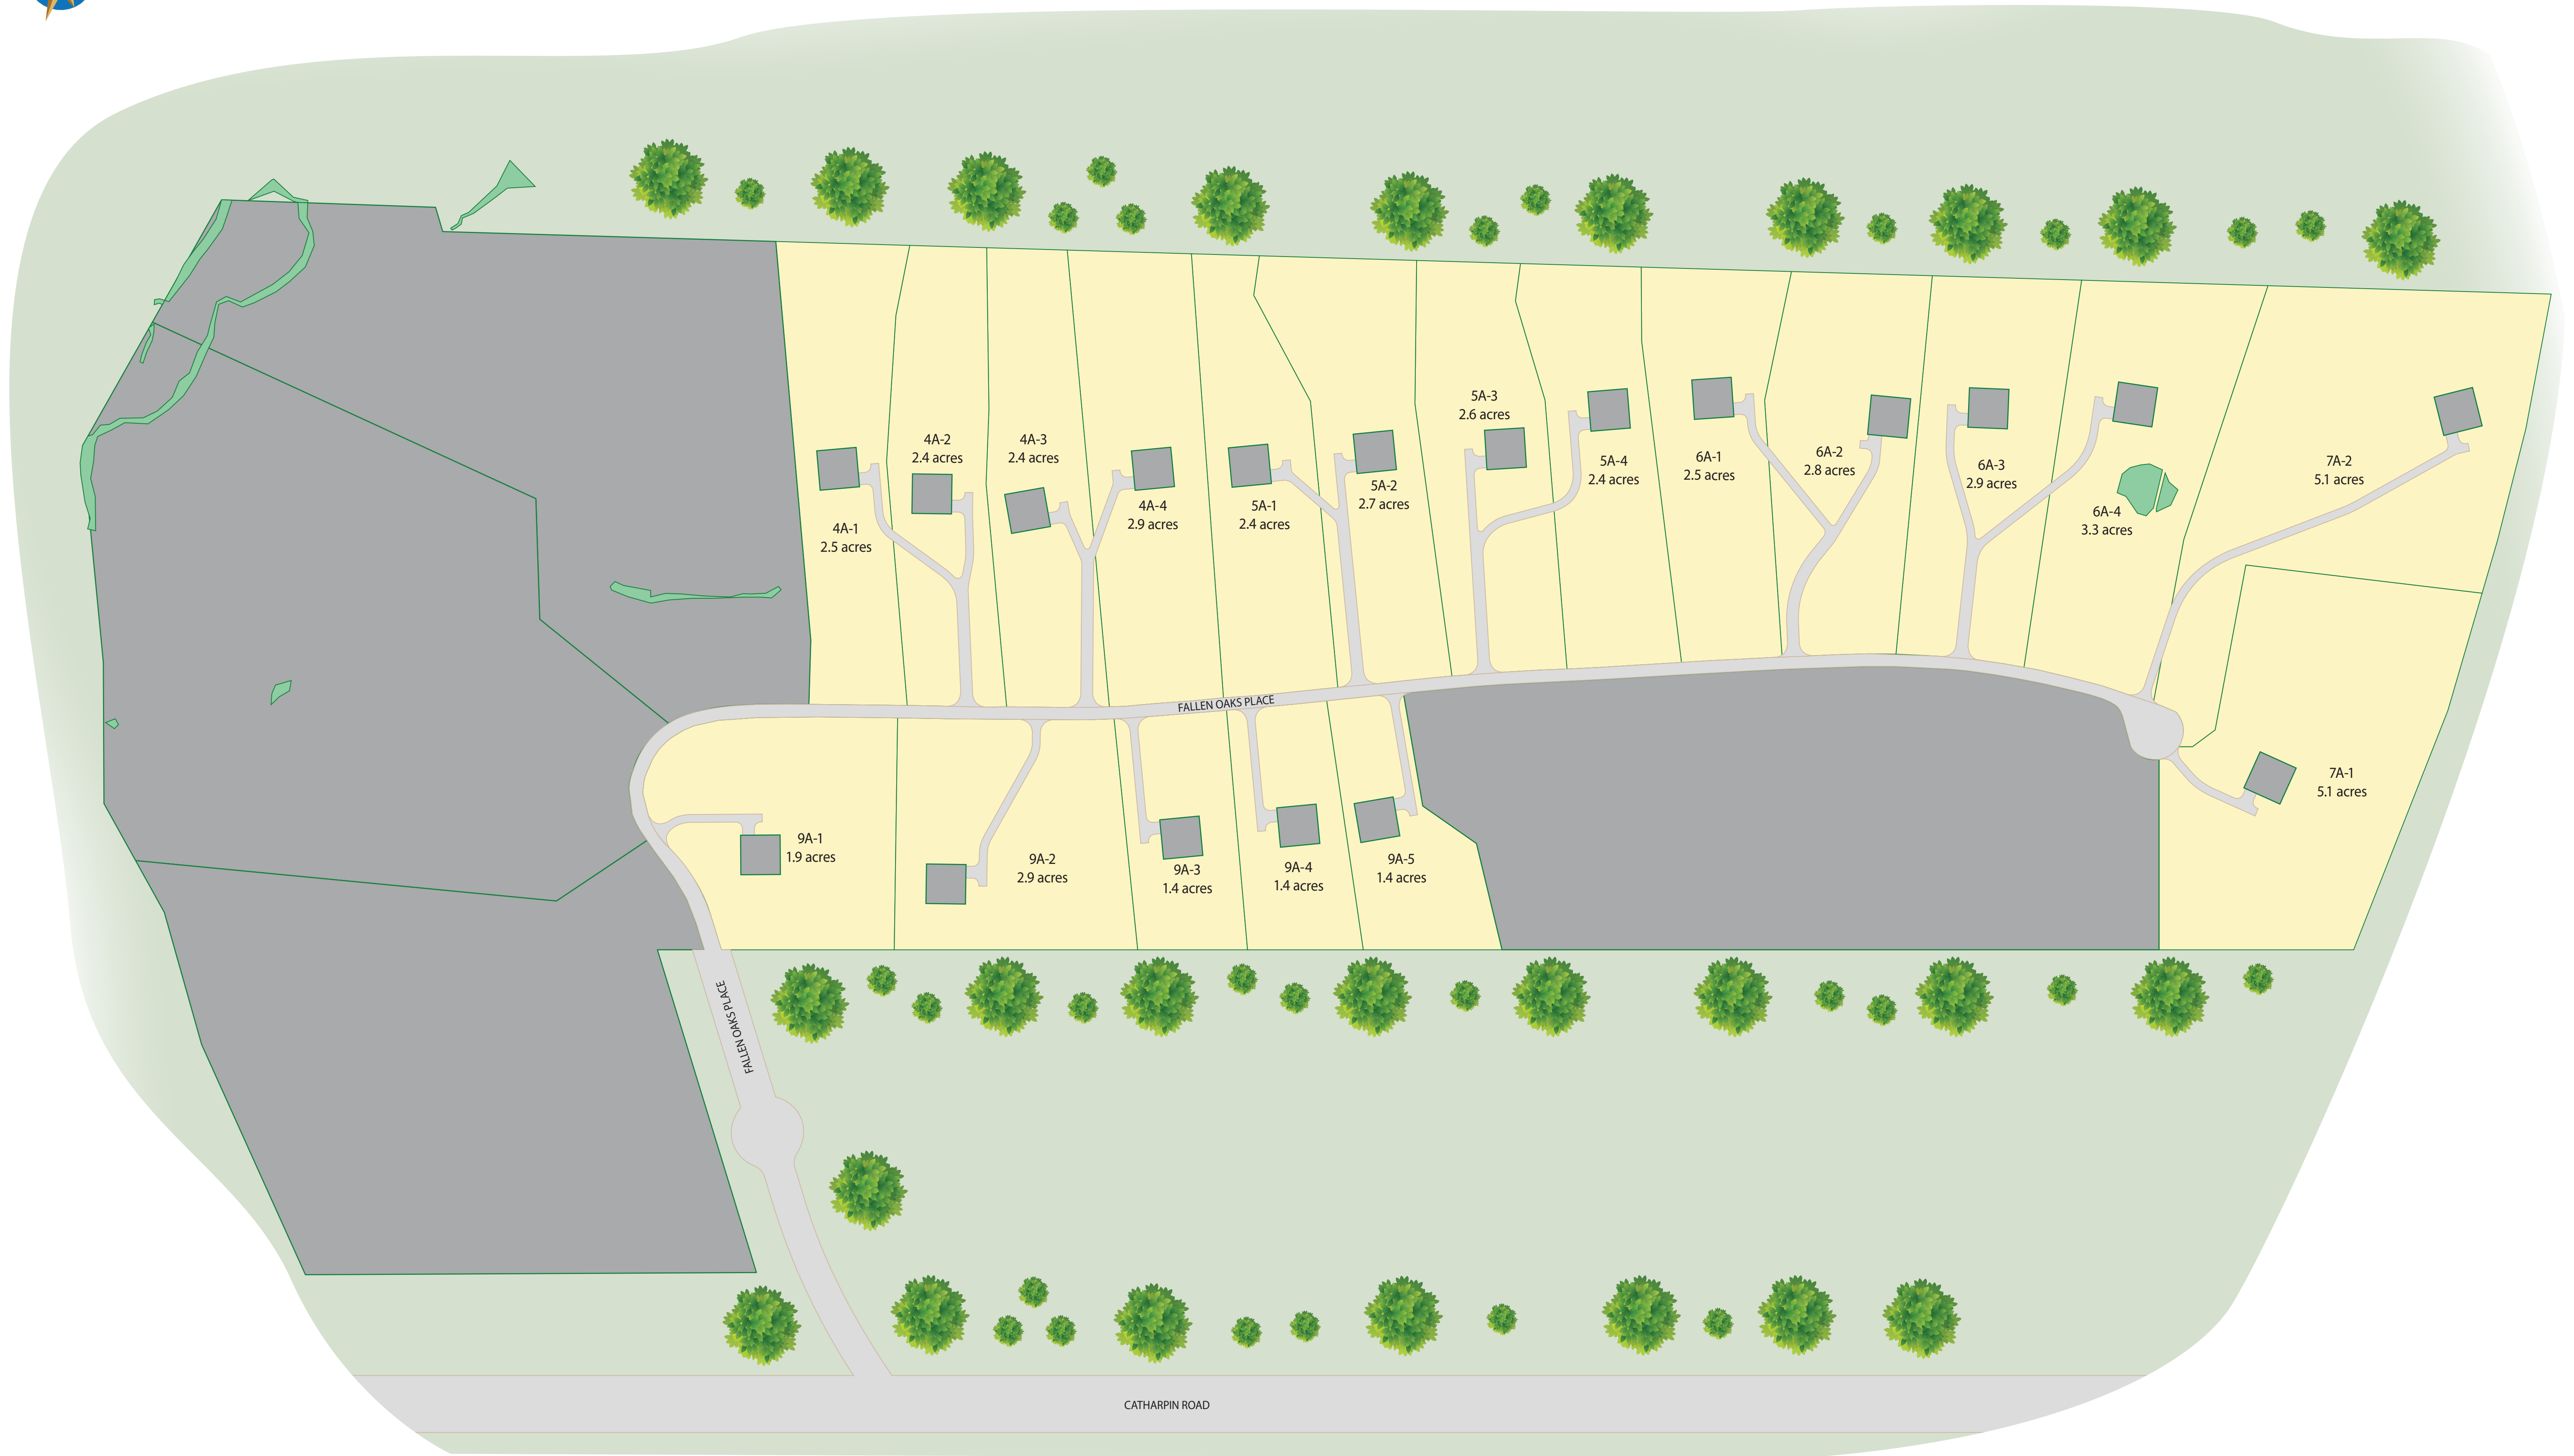 5A-3
2.6 acres
4A-2
2.4 acres
4A-3
2.4 acres
4A-1
2.5 acres
4A-4
2.9 acres
5A-1
2.4 acres
5A-2
2.7 acres
5A-4
2.4 acres
6A-1
2.5 acres
6A-2
2.8 acres
6A-3
2.9 acres
6A-4
3.3 acres
7A-2
5.1 acres
FALLEN OAKS PLACE
7A-1
5.1 acres
9A-1
1.9 acres
9A-2
2.9 acres
9A-3
1.4 acres
9A-4
1.4 acres
9A-5
1.4 acres
FALLEN OAKS PLACE
CATHARPIN ROAD